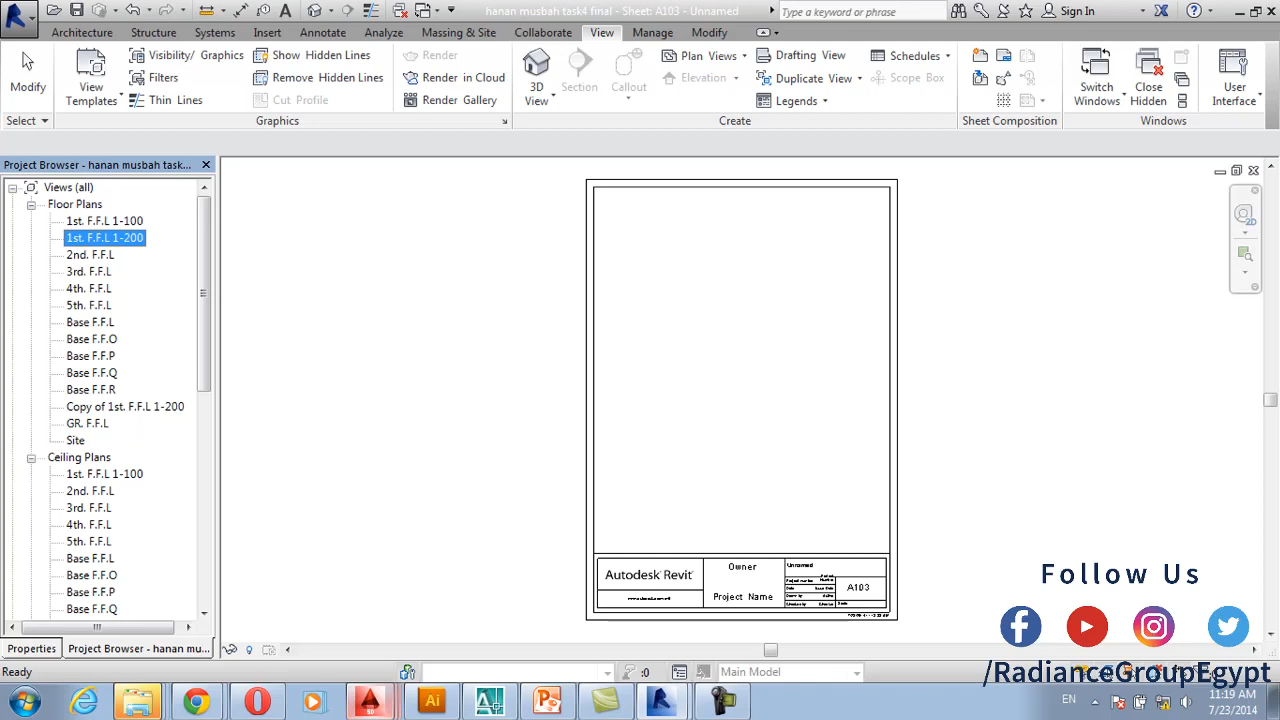 hanan musbah task4 final - Sheet: A103 - Unnamed
Type a keyword or phrase
Sign In
Architecture Structure Systems Insert Annotate Analyze Massing & Site Collaborate View Manage Modify
Modify
Select
View Templates
Visibility/ Graphics
Filters
Thin Lines
Show Hidden Lines
Remove Hidden Lines
Cut Profile
Graphics
Render
Render in Cloud
Render Gallery
3D View
Section
Callout
Plan Views
Elevation
Drafting View
Duplicate View
Legends
Schedules
Scope Box
Create
Sheet Composition
Switch Windows
Close Hidden
User Interface
Windows
Project Browser - hanan musbah task...
Views (all)
Floor Plans
1st. F.F.L 1-100
1st. F.F.L 1-200
2nd. F.F.L
3rd. F.F.L
4th. F.F.L
5th. F.F.L
Base F.F.L
Base F.F.O
Base F.F.P
Base F.F.Q
Base F.F.R
Copy of 1st. F.F.L 1-200
GR. F.F.L
Site
Ceiling Plans
1st. F.F.L 1-100
2nd. F.F.L
3rd. F.F.L
4th. F.F.L
5th. F.F.L
Base F.F.L
Base F.F.O
Base F.F.P
Base F.F.Q
2D
Autodesk Revit
Owner
Project Name
Unnamed
A103
Follow Us
/RadianceGroupEgypt
Properties
Project Browser - hanan mu...
Ready
:0
Main Model
EN
11:19 AM
7/23/2014